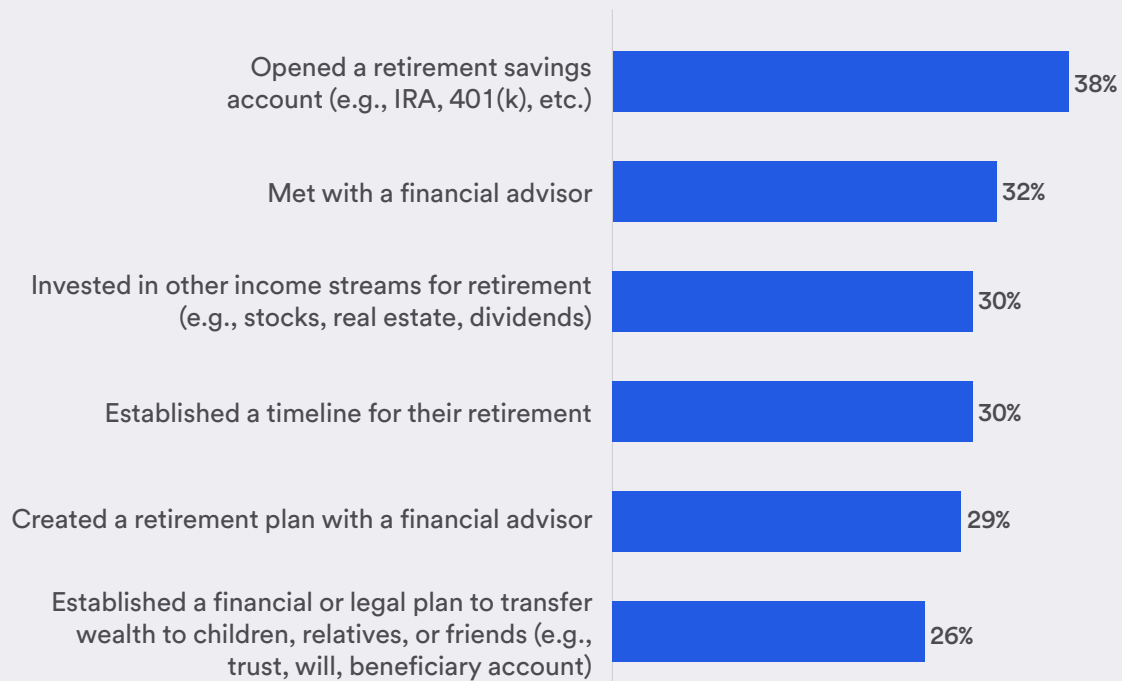 Opened a retirement savings
account (e.g., IRA, 401(k), etc.)
38%
Met with a financial advisor
32%
Invested in other income streams for retirement
(e.g., stocks, real estate, dividends)
30%
Established a timeline for their retirement
30%
Created a retirement plan with a financial advisor
29%
Established a financial or legal plan to transfer
wealth to children, relatives, or friends (e.g.,
trust, will, beneficiary account)
26%